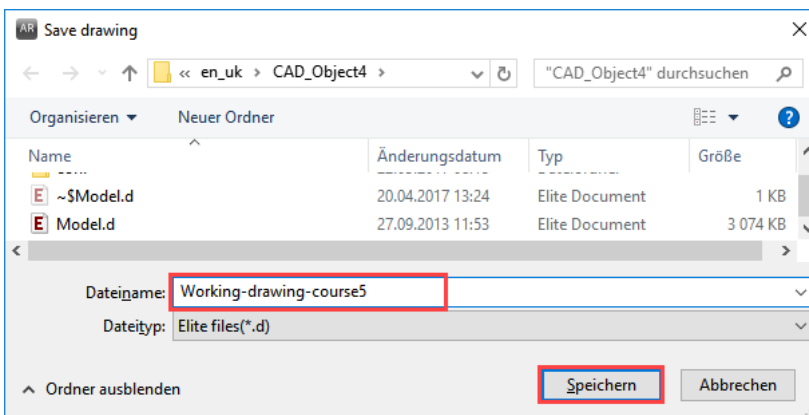 AR Save drawing
« en_uk > CAD_Object4 > "CAD_Object4" durchsuchen
Organisieren Neuer Ordner
Name Änderungsdatum Typ Größe
E ~$Model.d 20.04.2017 13:24 Elite Document 1 KB
E Model.d 27.09.2013 11:53 Elite Document 3 074 KB
Dateiname: Working-drawing-course5
Dateityp: Elite files(*.d)
Ordner ausblenden Speichern Abbrechen